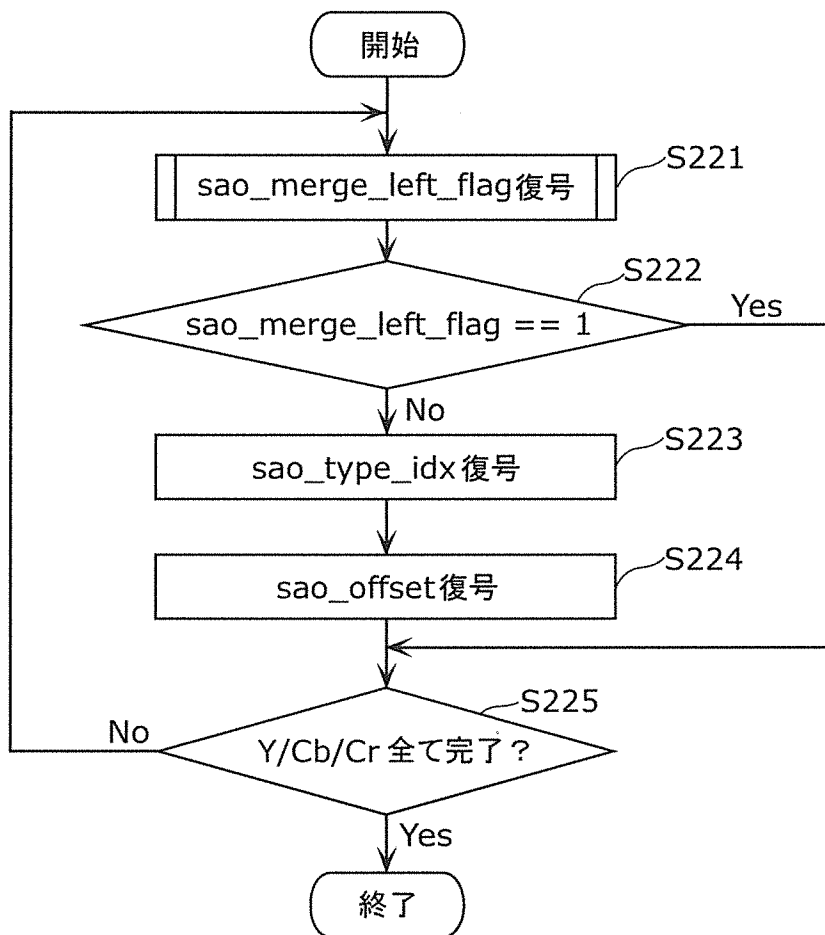 開始
sao_merge_left_flag復号
S221
S222
sao_merge_left_flag == 1
Yes
No
S223
sao_type_idx復号
S224
sao_offset復号
S225
No
Y/Cb/Cr 全て完了？
Yes
終了